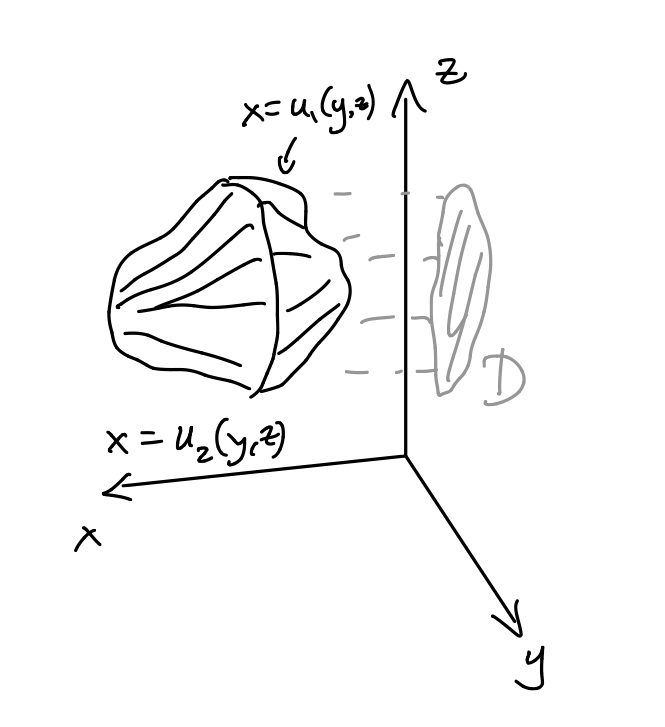 z
x=u₁(y,z)
D
x = u₂(y,z)
x
y